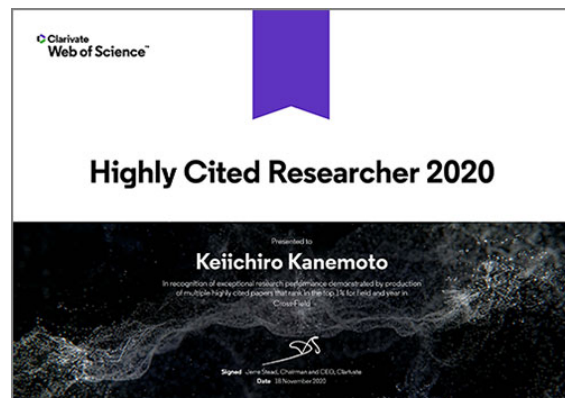 Clarivate
Web of Science™
Highly Cited Researcher 2020
Presented to
Keiichiro Kanemoto
In recognition of exceptional research performance demonstrated by production
of multiple highly cited papers that rank in the top 1% for field and year in
Cross-Field
Signed Jerre Stead, Chairman and CEO, Clarivate
Date 18 November 2020